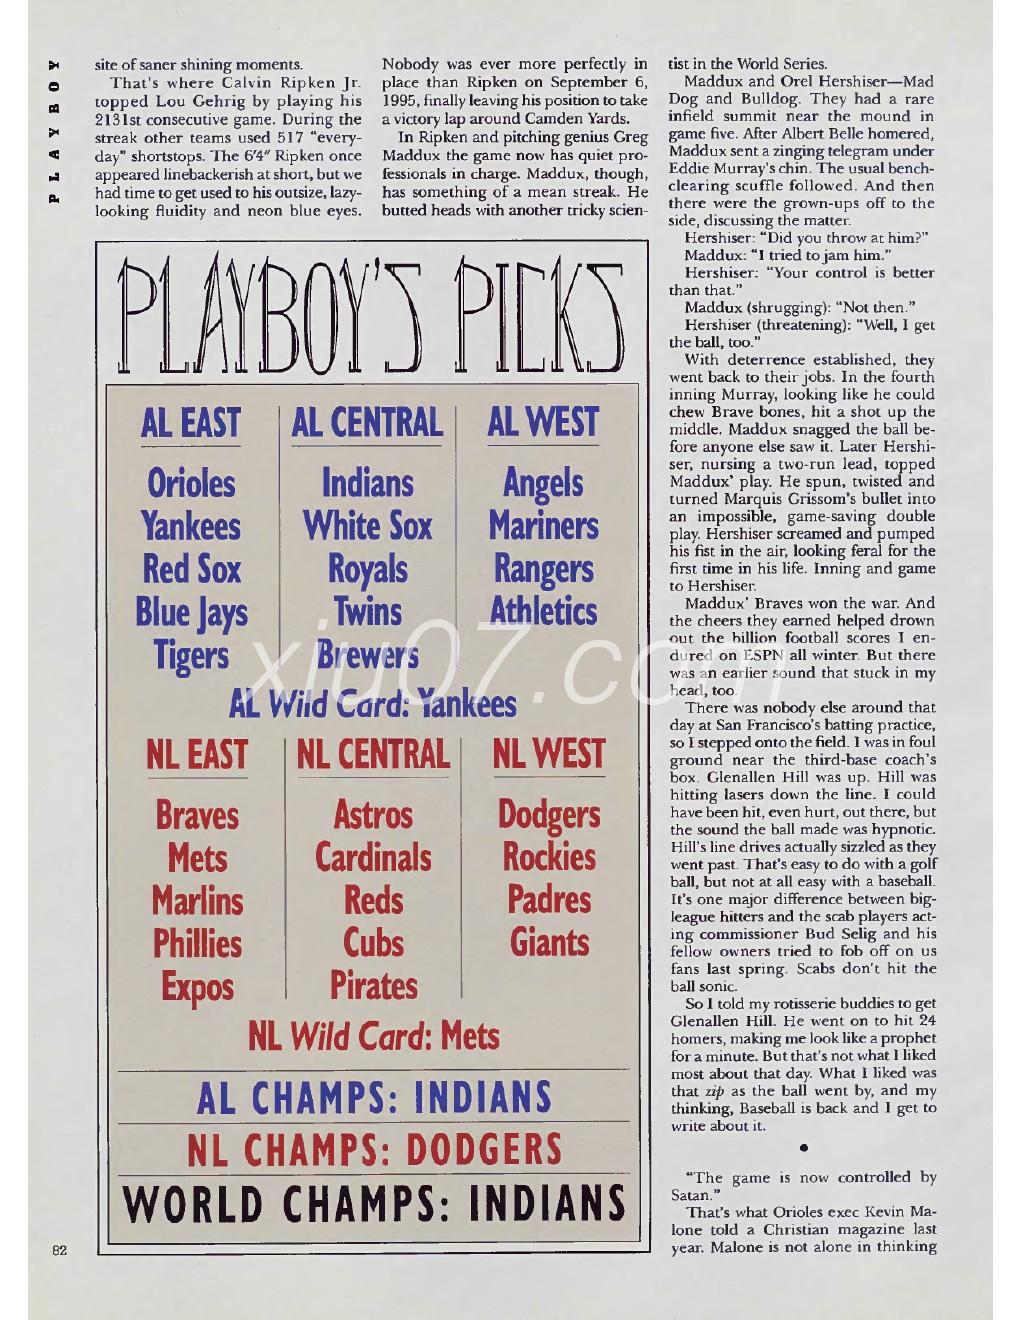 PLAYBOY
site of saner shining moments.
That's where Calvin Ripken Jr.
topped Lou Gehrig by playing his
2131st consecutive game. During the
streak other teams used 517 "every-
day" shortstops. The 6'4" Ripken once
appeared linebackerish at short, but we
had time to get used to his outsize, lazy-
looking fluidity and neon blue eyes.
Nobody was ever more perfectly in
place than Ripken on September 6,
1995, finally leaving his position to take
a victory lap around Camden Yards.
In Ripken and pitching genius Greg
Maddux the game now has quiet pro-
fessionals in charge. Maddux, though,
has something of a mean streak. He
butted heads with another tricky scien-
tist in the World Series.
Maddux and Orel Hershiser—Mad
Dog and Bulldog. They had a rare
infield summit near the mound in
game five. After Albert Belle homered,
Maddux sent a zinging telegram under
Eddie Murray's chin. The usual bench-
clearing scuffle followed. And then
there were the grown-ups off to the
side, discussing the matter.
Hershiser: "Did you throw at him?"
Maddux: "I tried to jam him."
Hershiser: "Your control is better
than that."
Maddux (shrugging): "Not then."
Hershiser (threatening): "Well, I get
the ball, too."
With deterrence established, they
went back to their jobs. In the fourth
inning Murray, looking like he could
chew Brave bones, hit a shot up the
middle. Maddux snagged the ball be-
fore anyone else saw it. Later Hershi-
ser, nursing a two-run lead, topped
Maddux' play. He spun, twisted and
turned Marquis Grissom's bullet into
an impossible, game-saving double
play. Hershiser screamed and pumped
his fist in the air, looking feral for the
first time in his life. Inning and game
to Hershiser.
Maddux' Braves won the war. And
the cheers they earned helped drown
out the billion football scores I en-
dured on ESPN all winter. But there
was an earlier sound that stuck in my
head, too.
There was nobody else around that
day at San Francisco's batting practice,
so I stepped onto the field. I was in foul
ground near the third-base coach's
box. Glenallen Hill was up. Hill was
hitting lasers down the line. I could
have been hit, even hurt, out there, but
the sound the ball made was hypnotic.
Hill's line drives actually sizzled as they
went past. That's easy to do with a golf
ball, but not at all easy with a baseball.
It's one major difference between big-
league hitters and the scab players act-
ing commissioner Bud Selig and his
fellow owners tried to fob off on us
fans last spring. Scabs don't hit the
ball sonic.
So I told my rotisserie buddies to get
Glenallen Hill. He went on to hit 24
homers, making me look like a prophet
for a minute. But that's not what I liked
most about that day. What I liked was
that zip as the ball went by, and my
thinking, Baseball is back and I get to
write about it.
•
"The game is now controlled by
Satan."
That's what Orioles exec Kevin Ma-
lone told a Christian magazine last
year. Malone is not alone in thinking
PLAYBOY'S PICKS
AL EAST
Orioles
Yankees
Red Sox
Blue Jays
Tigers
AL CENTRAL
Indians
White Sox
Royals
Twins
Brewers
AL WEST
Angels
Mariners
Rangers
Athletics
AL Wild Card: Yankees
NL EAST
Braves
Mets
Marlins
Phillies
Expos
NL CENTRAL
Astros
Cardinals
Reds
Cubs
Pirates
NL WEST
Dodgers
Rockies
Padres
Giants
NL Wild Card: Mets
AL CHAMPS: INDIANS
NL CHAMPS: DODGERS
WORLD CHAMPS: INDIANS
82
xiu07.com